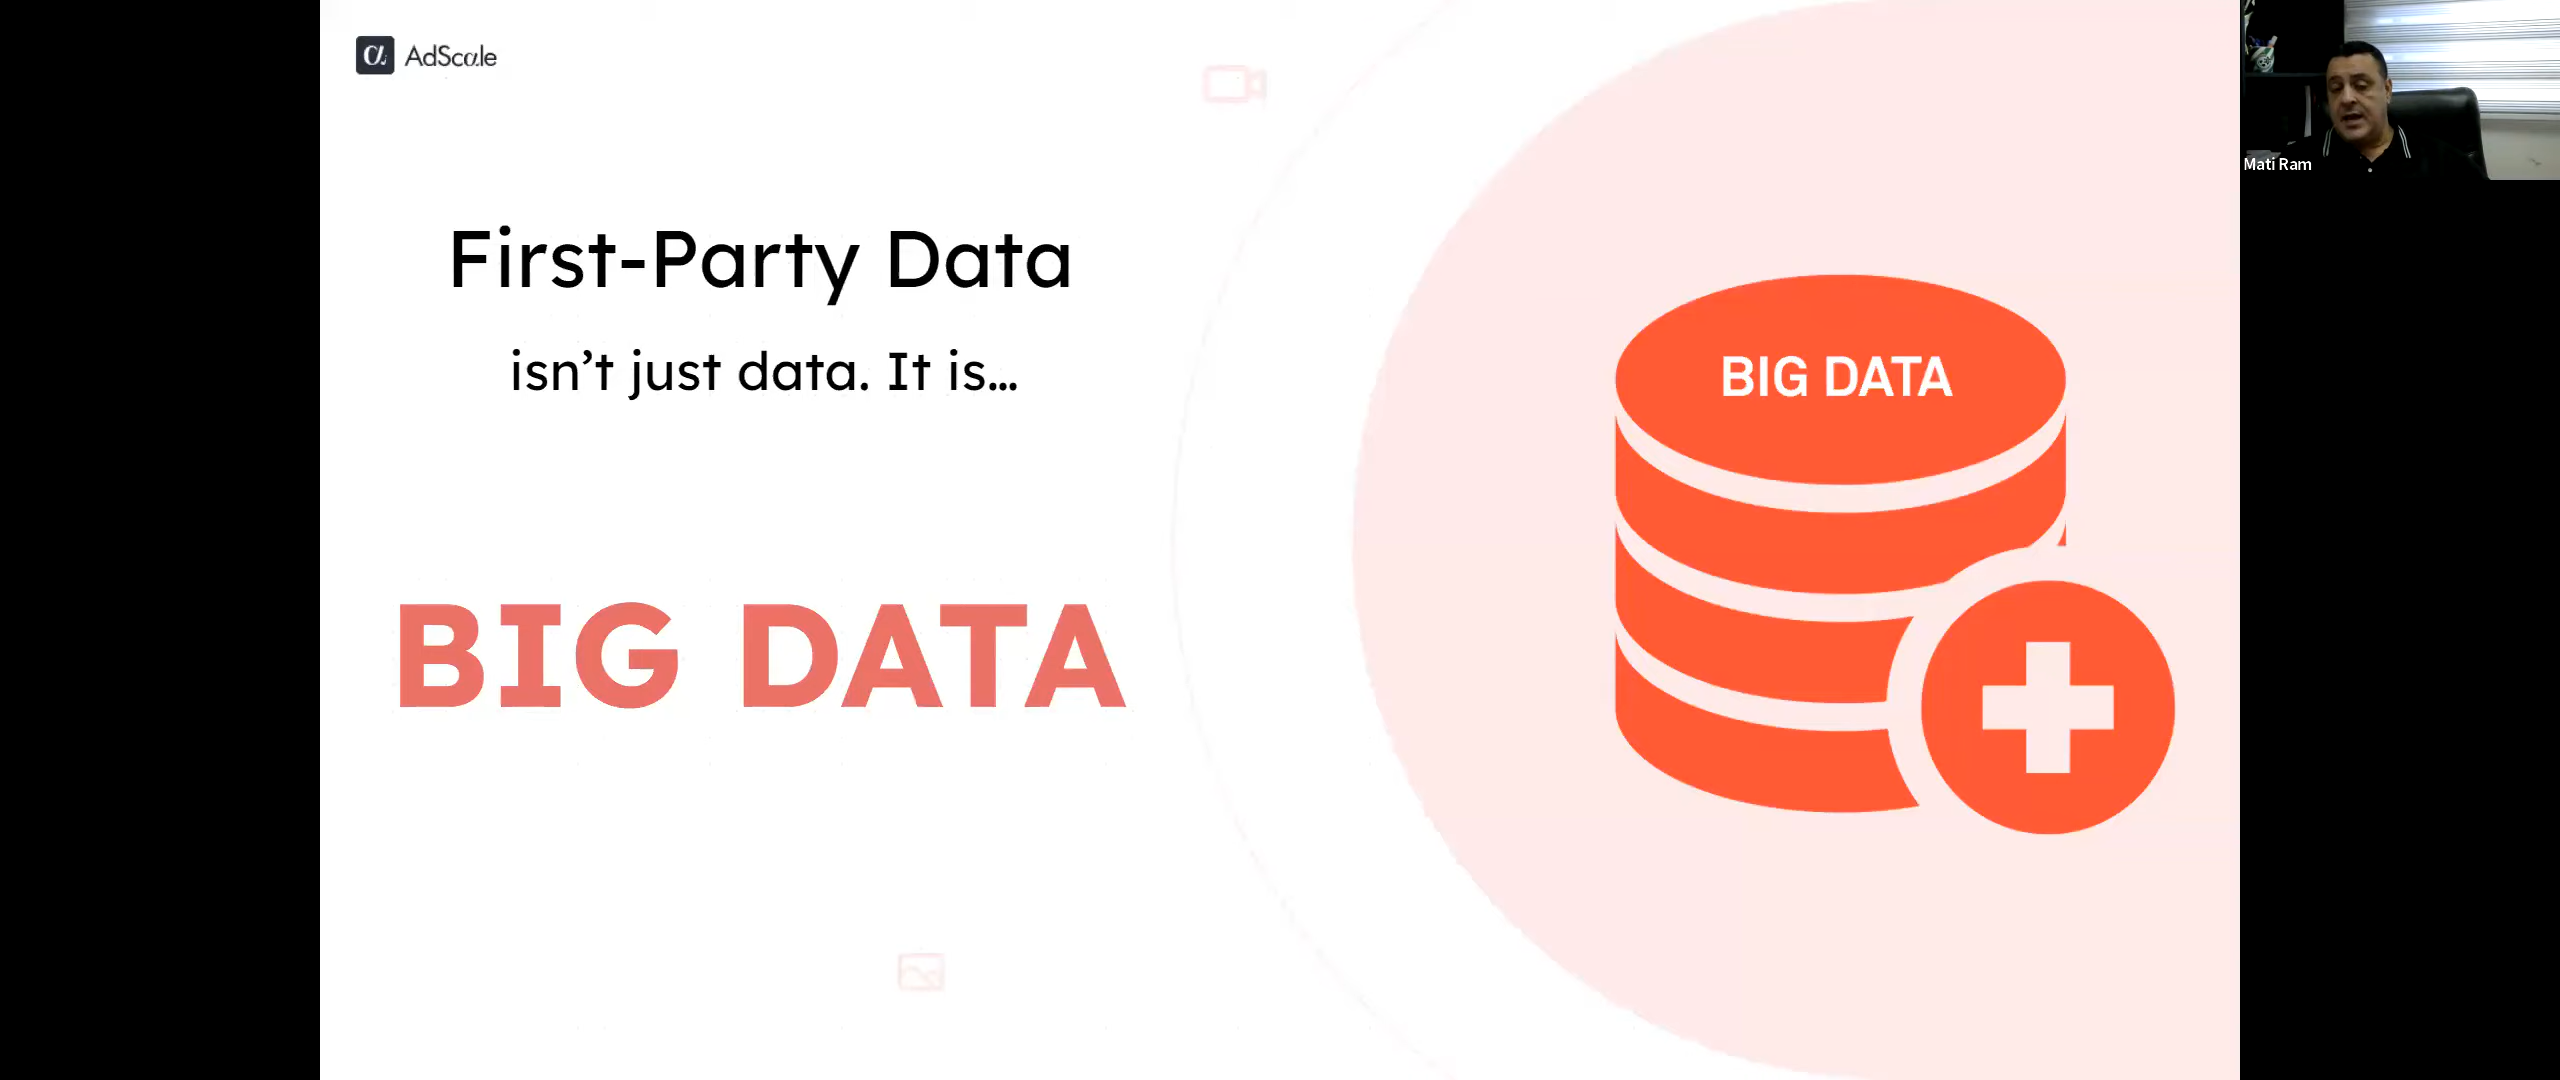 AdScale
First-Party Data
isn’t just data. It is...
BIG DATA
BIG DATA
Mati Ram